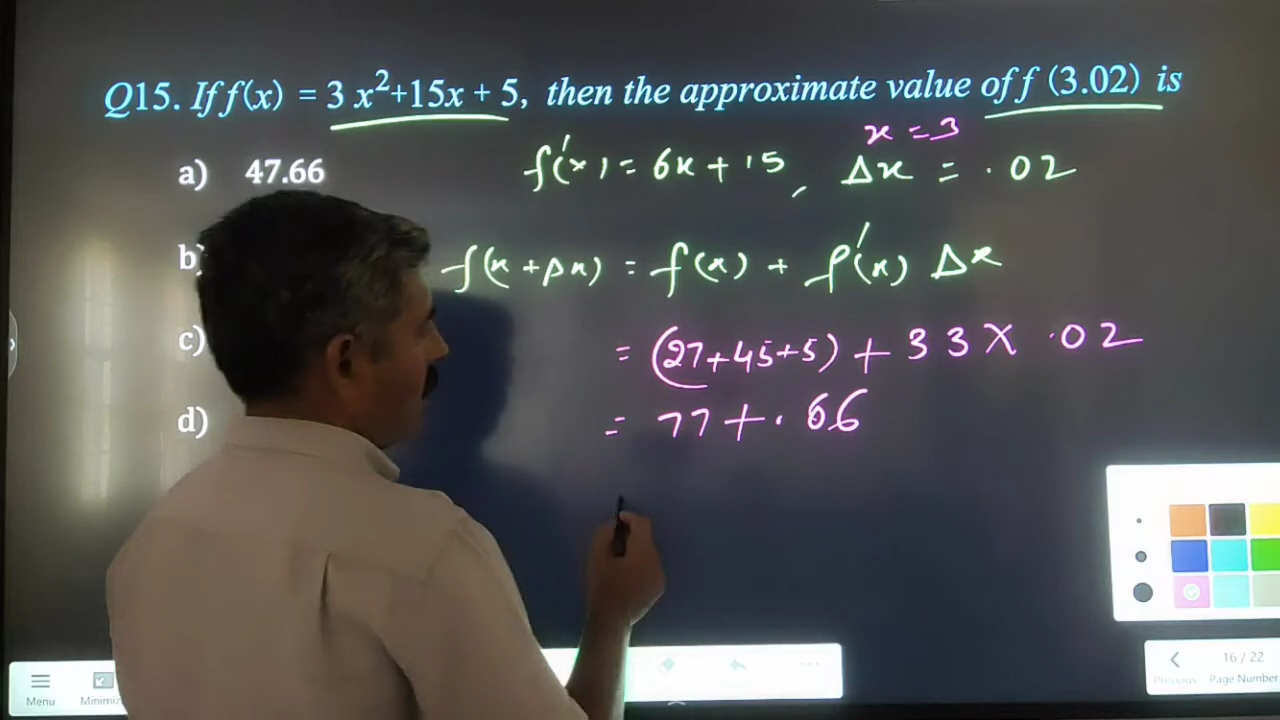 Q15. If f(x) = 3 x²+15x + 5, then the approximate value of f (3.02) is
x = 3
a) 47.66
f'(x) = 6x + 15, Δx = .02
b)
f(x + Δx) = f(x) + f'(x) Δx
c)
= (27+45+5) + 33 X .02
d)
= 77 + .66
16 / 22
Menu
Previous Page Number